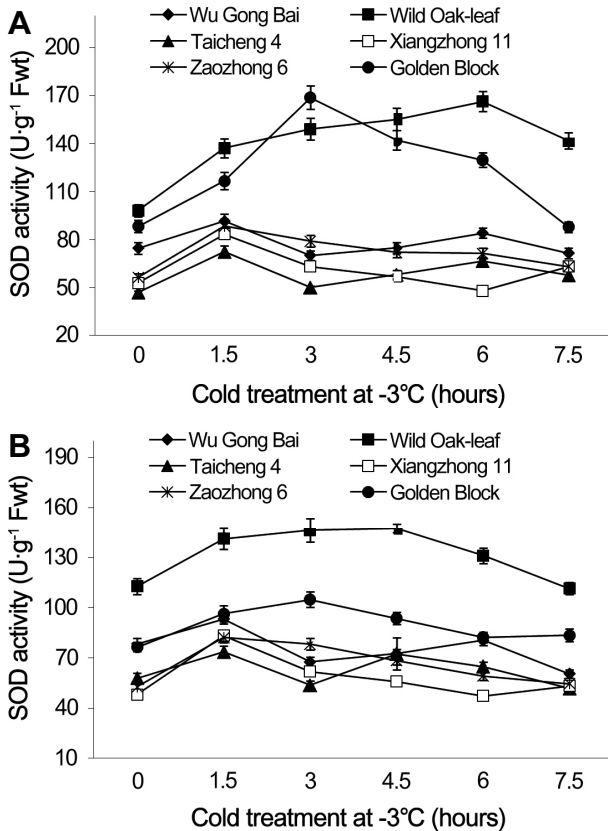 A
Wu Gong Bai
Wild Oak-leaf
Taicheng 4
Xiangzhong 11
Zaozhong 6
Golden Block
SOD activity (U·g⁻¹ Fwt)
200
170
140
110
80
50
20
0 1.5 3 4.5 6 7.5
Cold treatment at -3°C (hours)
B
Wu Gong Bai
Wild Oak-leaf
Taicheng 4
Xiangzhong 11
Zaozhong 6
Golden Block
SOD activity (U·g⁻¹ Fwt)
190
160
130
100
70
40
10
0 1.5 3 4.5 6 7.5
Cold treatment at -3°C (hours)